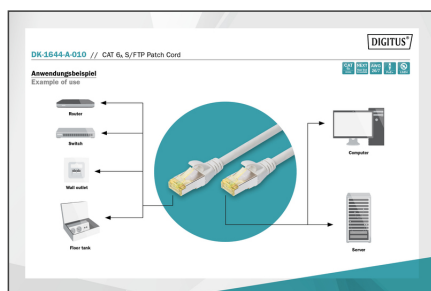 DIGITUS®
DK-1644-A-010 // CAT 6A S/FTP Patch Cord
Anwendungsbeispiel
Example of use
Router
Switch
Wall outlet
Floor tank
Computer
Server